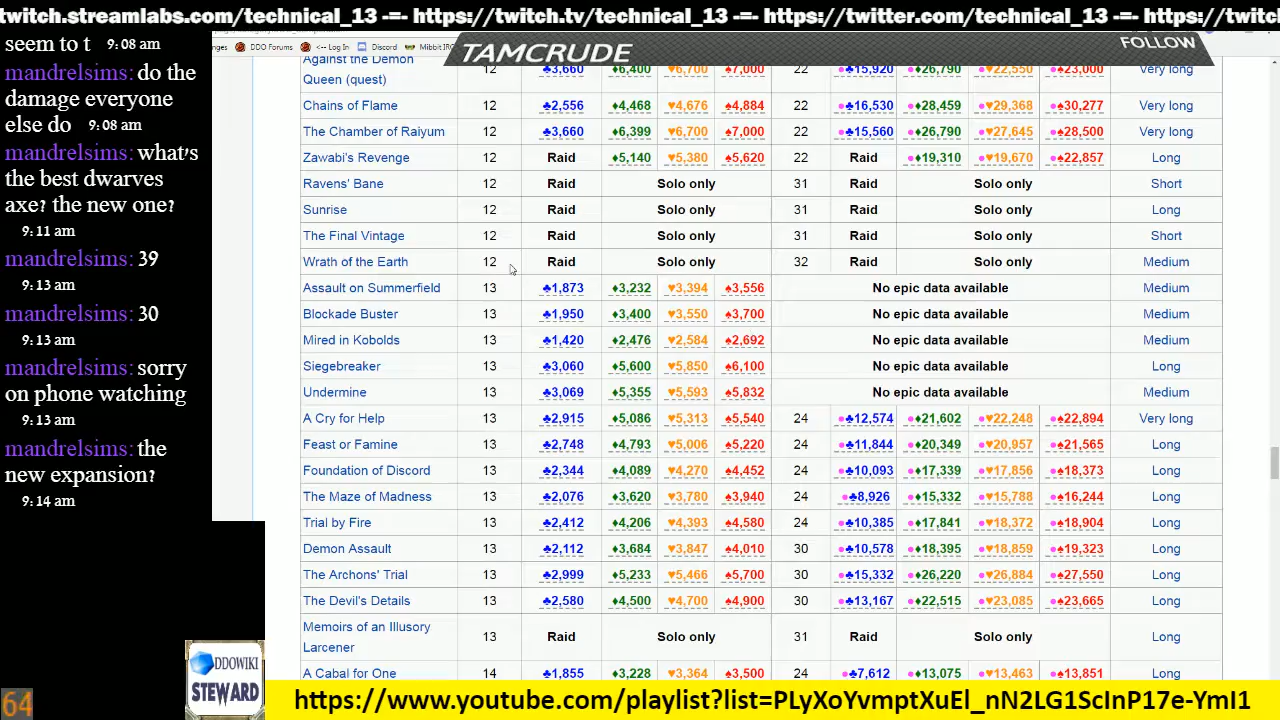 twitch.streamlabs.com/technical_13 -=- https://twitch.tv/technical_13 -=- https://twitter.com/technical_13 -=- https://twitc
seem to t 9:08 am
mandrelsims: do the
damage everyone
else do 9:08 am
mandrelsims: what's
the best dwarves
axe? the new one?
9:11 am
mandrelsims: 39
9:13 am
mandrelsims: 30
9:13 am
mandrelsims: sorry
on phone watching
9:13 am
mandrelsims: the
new expansion?
9:14 am
DDO Forums <-- Log In Discord Mibbit
TAMCRUDE
FOLLOW
Against the Demon
Queen (quest) 12 ♣3,660 ♦6,400 ♥6,700 ♠7,000 22 ♣15,920 ♦26,790 ♥22,550 ♠23,000 Very long
Chains of Flame 12 ♣2,556 ♦4,468 ♥4,676 ♠4,884 22 ♣16,530 ♦28,459 ♥29,368 ♠30,277 Very long
The Chamber of Raiyum 12 ♣3,660 ♦6,399 ♥6,700 ♠7,000 22 ♣15,560 ♦26,790 ♥27,645 ♠28,500 Very long
Zawabi's Revenge 12 Raid ♦5,140 ♥5,380 ♠5,620 22 Raid ♦19,310 ♥19,670 ♠22,857 Long
Ravens' Bane 12 Raid Solo only 31 Raid Solo only Short
Sunrise 12 Raid Solo only 31 Raid Solo only Long
The Final Vintage 12 Raid Solo only 31 Raid Solo only Short
Wrath of the Earth 12 Raid Solo only 32 Raid Solo only Medium
Assault on Summerfield 13 ♣1,873 ♦3,232 ♥3,394 ♠3,556 No epic data available Medium
Blockade Buster 13 ♣1,950 ♦3,400 ♥3,550 ♠3,700 No epic data available Medium
Mired in Kobolds 13 ♣1,420 ♦2,476 ♥2,584 ♠2,692 No epic data available Medium
Siegebreaker 13 ♣3,060 ♦5,600 ♥5,850 ♠6,100 No epic data available Long
Undermine 13 ♣3,069 ♦5,355 ♥5,593 ♠5,832 No epic data available Medium
A Cry for Help 13 ♣2,915 ♦5,086 ♥5,313 ♠5,540 24 ♣12,574 ♦21,602 ♥22,248 ♠22,894 Very long
Feast or Famine 13 ♣2,748 ♦4,793 ♥5,006 ♠5,220 24 ♣11,844 ♦20,349 ♥20,957 ♠21,565 Long
Foundation of Discord 13 ♣2,344 ♦4,089 ♥4,270 ♠4,452 24 ♣10,093 ♦17,339 ♥17,856 ♠18,373 Long
The Maze of Madness 13 ♣2,076 ♦3,620 ♥3,780 ♠3,940 24 ♣8,926 ♦15,332 ♥15,788 ♠16,244 Long
Trial by Fire 13 ♣2,412 ♦4,206 ♥4,393 ♠4,580 24 ♣10,385 ♦17,841 ♥18,372 ♠18,904 Long
Demon Assault 13 ♣2,112 ♦3,684 ♥3,847 ♠4,010 30 ♣10,578 ♦18,395 ♥18,859 ♠19,323 Long
The Archons' Trial 13 ♣2,999 ♦5,233 ♥5,466 ♠5,700 30 ♣15,332 ♦26,220 ♥26,884 ♠27,550 Long
The Devil's Details 13 ♣2,580 ♦4,500 ♥4,700 ♠4,900 30 ♣13,167 ♦22,515 ♥23,085 ♠23,665 Long
Memoirs of an Illusory
Larcener 13 Raid Solo only 31 Raid Solo only Long
A Cabal for One 14 ♣1,855 ♦3,228 ♥3,364 ♠3,500 24 ♣7,612 ♦13,075 ♥13,463 ♠13,851 Long
DDOWIKI
STEWARD
64
https://www.youtube.com/playlist?list=PLyXoYvmptXuEl_nN2LG1ScInP17e-YmI1